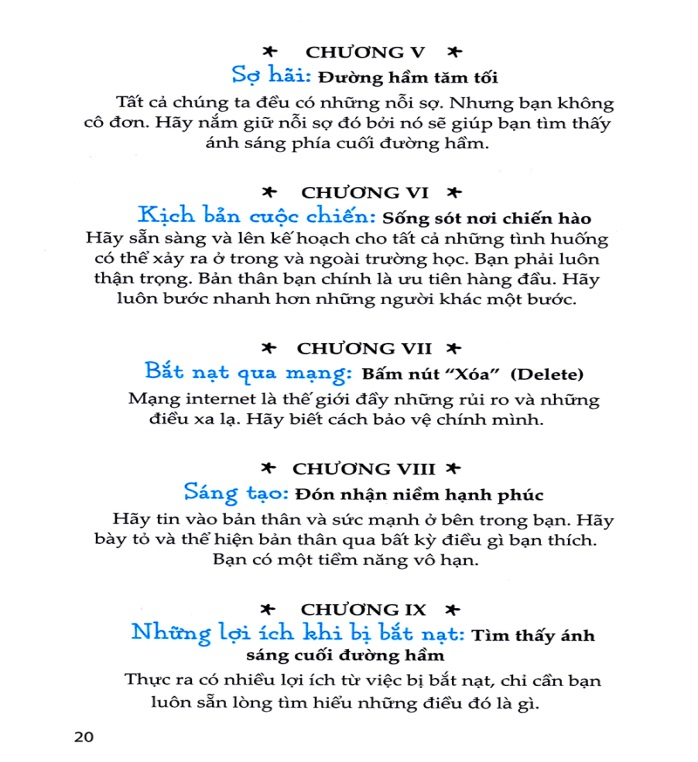 * CHƯƠNG V *
Sợ hãi: Đường hầm tăm tối
Tất cả chúng ta đều có những nỗi sợ. Nhưng bạn không
cô đơn. Hãy nắm giữ nỗi sợ đó bởi nó sẽ giúp bạn tìm thấy
ánh sáng phía cuối đường hầm.
* CHƯƠNG VI *
Kịch bản cuộc chiến: Sống sót nơi chiến hào
Hãy sẵn sàng và lên kế hoạch cho tất cả những tình huống
có thể xảy ra ở trong và ngoài trường học. Bạn phải luôn
thận trọng. Bản thân bạn chính là ưu tiên hàng đầu. Hãy
luôn bước nhanh hơn những người khác một bước.
* CHƯƠNG VII *
Bắt nạt qua mạng: Bấm nút “Xóa” (Delete)
Mạng internet là thế giới đầy những rủi ro và những
điều xa lạ. Hãy biết cách bảo vệ chính mình.
* CHƯƠNG VIII *
Sáng tạo: Đón nhận niềm hạnh phúc
Hãy tin vào bản thân và sức mạnh ở bên trong bạn. Hãy
bày tỏ và thể hiện bản thân qua bất kỳ điều gì bạn thích.
Bạn có một tiềm năng vô hạn.
* CHƯƠNG IX *
Những lợi ích khi bị bắt nạt: Tìm thấy ánh
sáng cuối đường hầm
Thực ra có nhiều lợi ích từ việc bị bắt nạt, chỉ cần bạn
luôn sẵn lòng tìm hiểu những điều đó là gì.
20